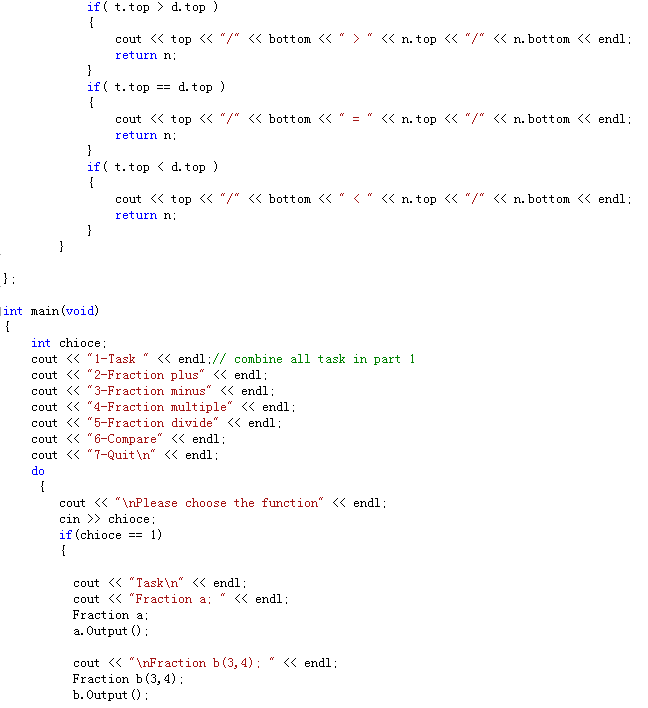 if( t.top > d.top )
{
cout << top << "/" << bottom << " > " << n.top << "/" << n.bottom << endl;
return n;
}
if( t.top == d.top )
{
cout << top << "/" << bottom << " = " << n.top << "/" << n.bottom << endl;
return n;
}
if( t.top < d.top )
{
cout << top << "/" << bottom << " < " << n.top << "/" << n.bottom << endl;
return n;
}
}
};
int main(void)
{
int chioce;
cout << "1-Task " << endl;// combine all task in part 1
cout << "2-Fraction plus" << endl;
cout << "3-Fraction minus" << endl;
cout << "4-Fraction multiple" << endl;
cout << "5-Fraction divide" << endl;
cout << "6-Compare" << endl;
cout << "7-Quit\n" << endl;
do
{
cout << "\nPlease choose the function" << endl;
cin >> chioce;
if(chioce == 1)
{
cout << "Task\n" << endl;
cout << "Fraction a; " << endl;
Fraction a;
a.Output();
cout << "\nFraction b(3,4); " << endl;
Fraction b(3,4);
b.Output();